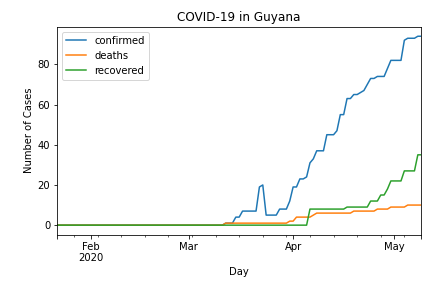 COVID-19 in Guyana
confirmed
deaths
recovered
Number of Cases
80
60
40
20
0
Feb
2020
Mar
Apr
May
Day